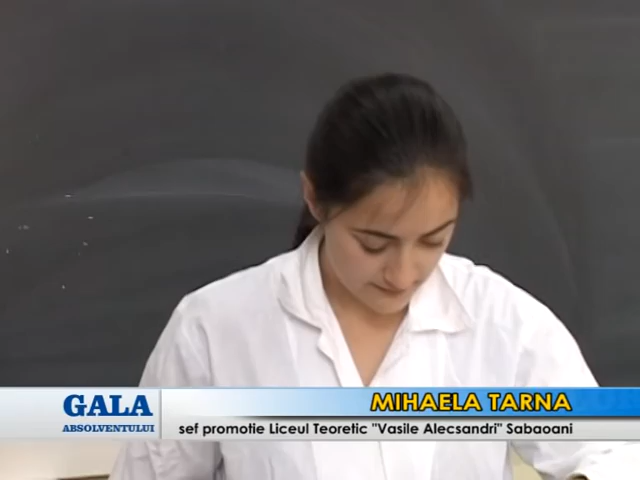 GALA
ABSOLVENTULUI
MIHAELA TARNA
sef promotie Liceul Teoretic "Vasile Alecsandri" Sabaoani